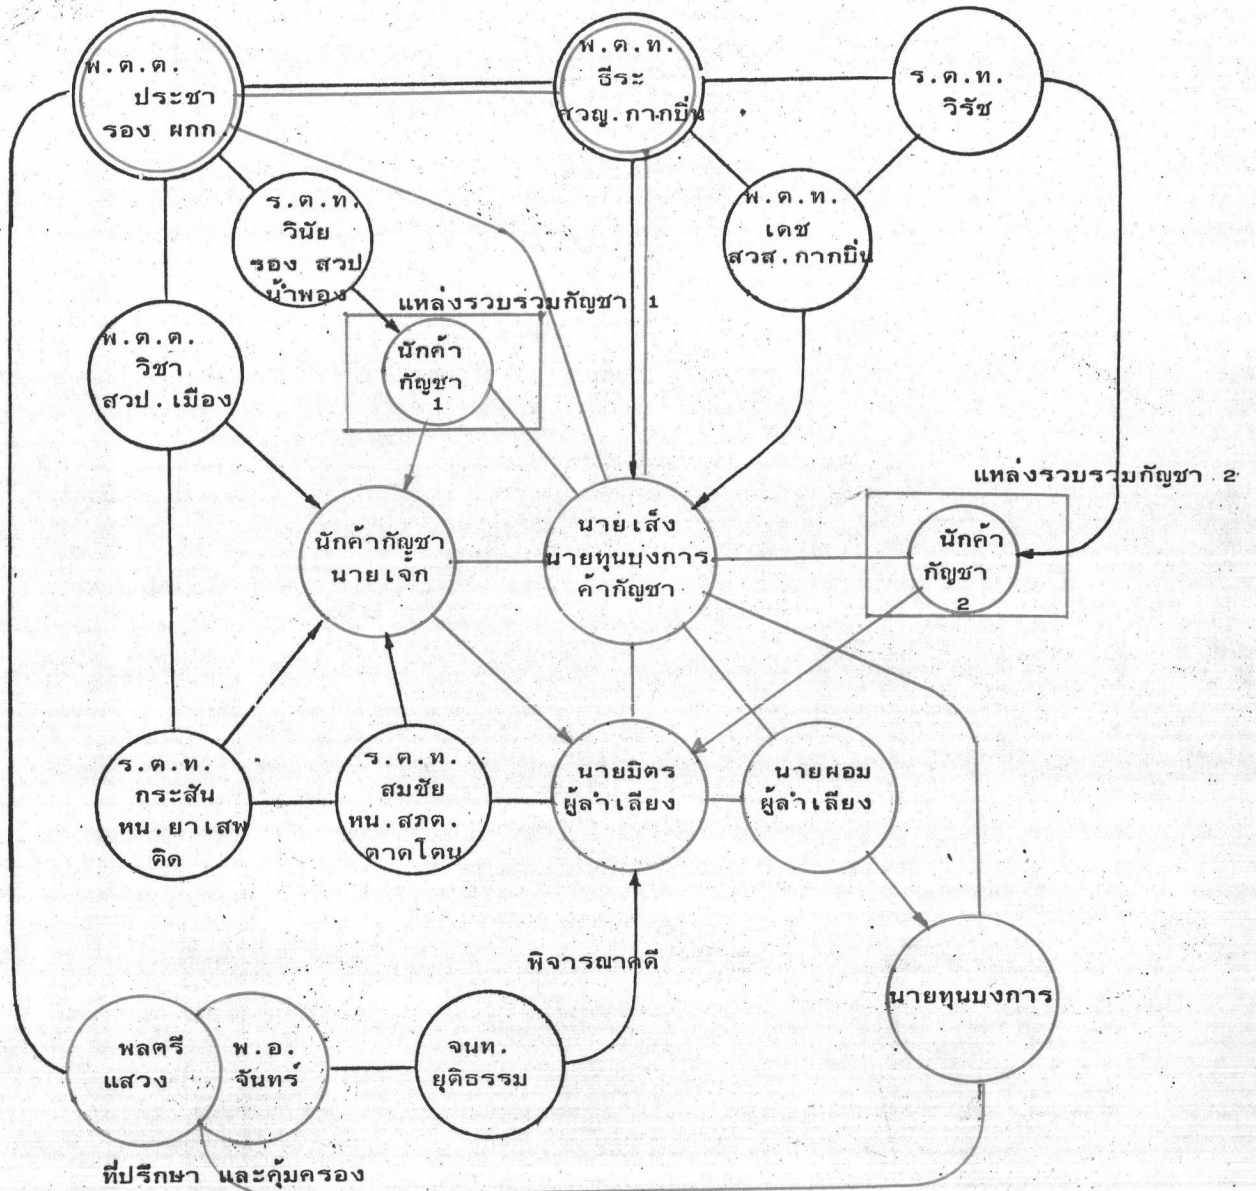 พ.ต.ต.
ประชา
รอง ผกก.
พ.ต.ท.
ธีระ
สวญ.กากบิ่น
ร.ต.ท.
วิรัช
ร.ต.ท.
วินัย
รอง สวป
น้ำพอง
พ.ต.ท.
เดช
สวส.กากบิ่น
แหล่งรวบรวมกัญชา 1
นักค้า
กัญชา
1
พ.ต.ต.
วิชา
สวป.เมือง
แหล่งรวบรวมกัญชา 2
นักค้า
กัญชา
2
นักค้ากัญชา
นายเจ้ก
นายเส็ง
นายทุนบงการ
ค้ากัญชา
ร.ต.ท.
กระสัน
หน.ยาเสพ
ติด
ร.ต.ท.
สมชัย
หน.สภต.
ตาดโตน
นายมิตร
ผู้ลำเลียง
นายผอม
ผู้ลำเลียง
พิจารณาคดี
นายทุนบงการ
พลตรี
แสวง
พ.อ.
จันทร์
จนท.
ยุติธรรม
ที่ปรึกษา และคุ้มครอง